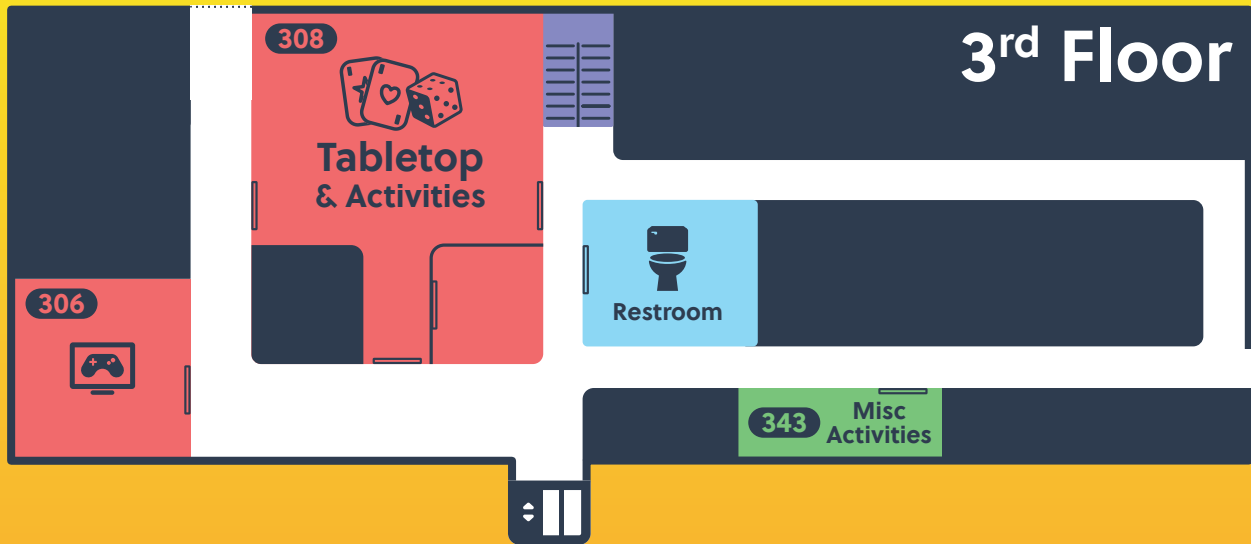 3rd Floor
308
Tabletop
& Activities
Restroom
306
343
Misc
Activities